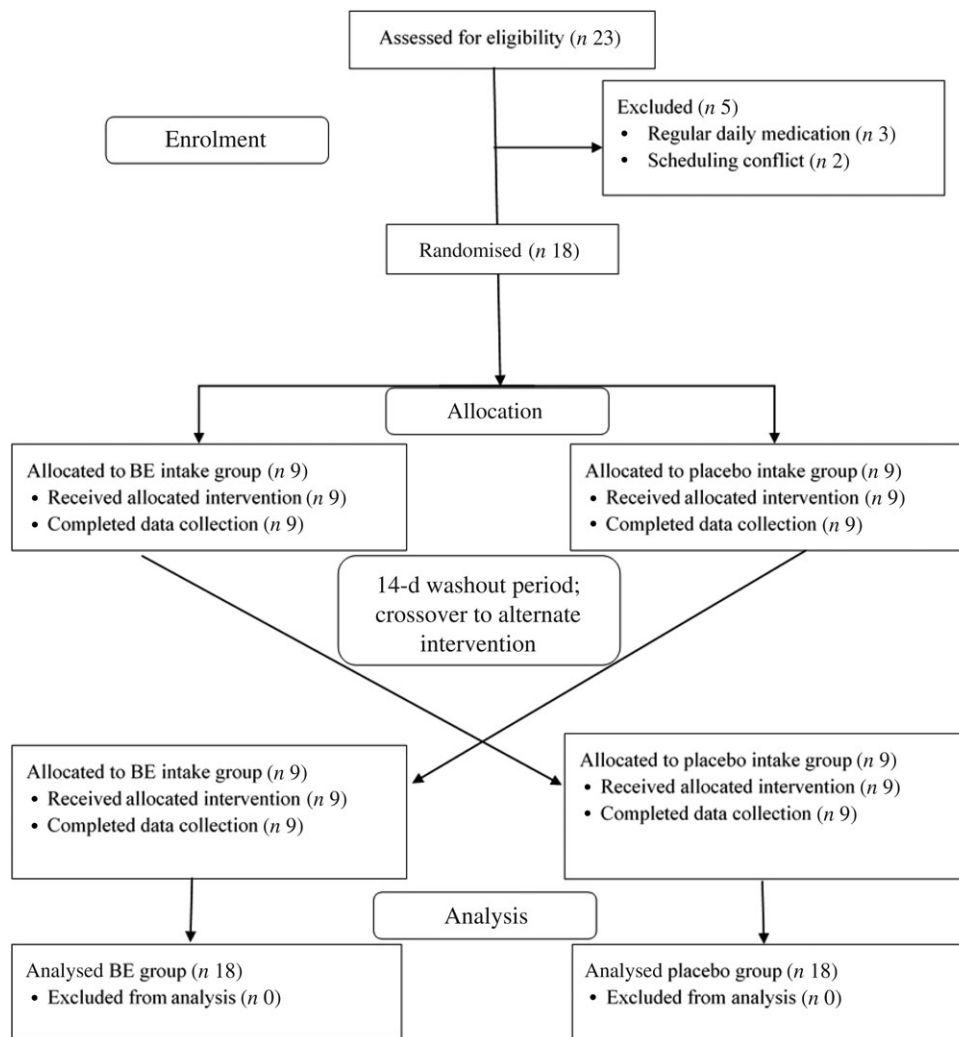 Assessed for eligibility (n 23)
Excluded (n 5)
• Regular daily medication (n 3)
• Scheduling conflict (n 2)
Enrolment
Randomised (n 18)
Allocation
Allocated to BE intake group (n 9)
• Received allocated intervention (n 9)
• Completed data collection (n 9)
Allocated to placebo intake group (n 9)
• Received allocated intervention (n 9)
• Completed data collection (n 9)
14-d washout period;
crossover to alternate
intervention
Allocated to BE intake group (n 9)
• Received allocated intervention (n 9)
• Completed data collection (n 9)
Allocated to placebo intake group (n 9)
• Received allocated intervention (n 9)
• Completed data collection (n 9)
Analysis
Analysed BE group (n 18)
• Excluded from analysis (n 0)
Analysed placebo group (n 18)
• Excluded from analysis (n 0)